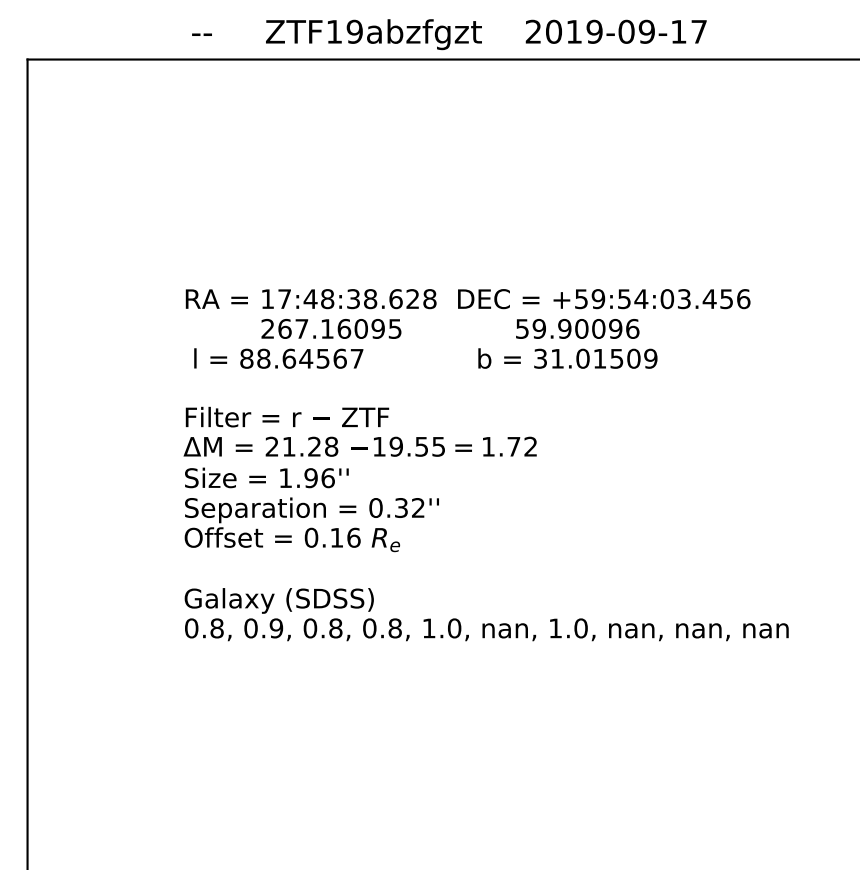 -- ZTF19abzfgzt 2019-09-17
RA = 17:48:38.628 DEC = +59:54:03.456
267.16095 59.90096
l = 88.64567 b = 31.01509
Filter = r − ZTF
ΔM = 21.28 −19.55 = 1.72
Size = 1.96''
Separation = 0.32''
Offset = 0.16 Rₑ
Galaxy (SDSS)
0.8, 0.9, 0.8, 0.8, 1.0, nan, 1.0, nan, nan, nan